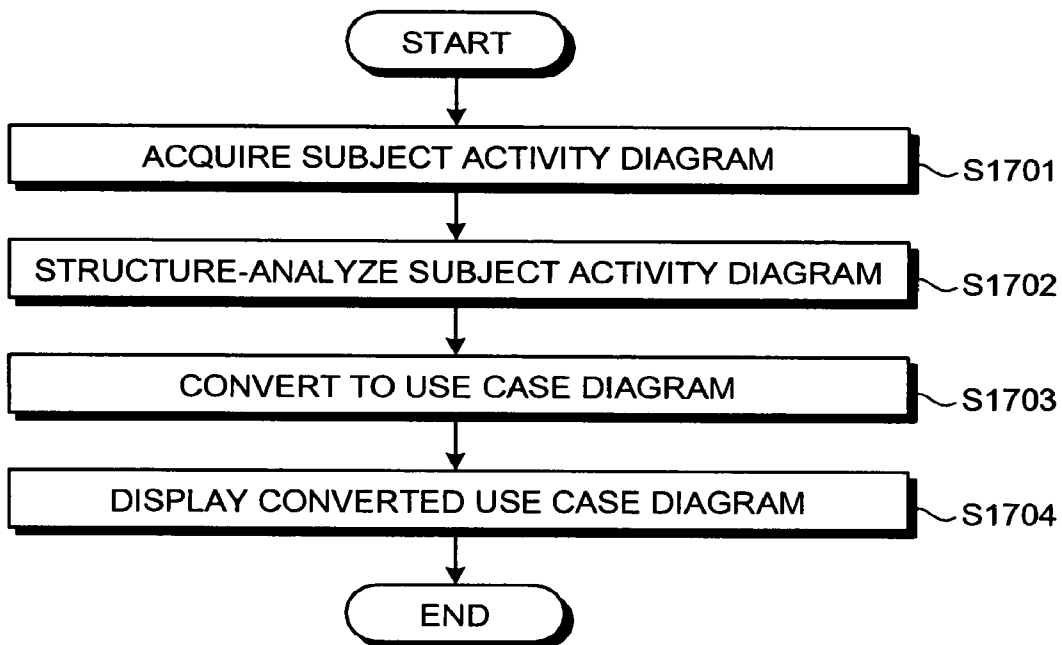 START
ACQUIRE SUBJECT ACTIVITY DIAGRAM
S1701
STRUCTURE-ANALYZE SUBJECT ACTIVITY DIAGRAM
S1702
CONVERT TO USE CASE DIAGRAM
S1703
DISPLAY CONVERTED USE CASE DIAGRAM
S1704
END